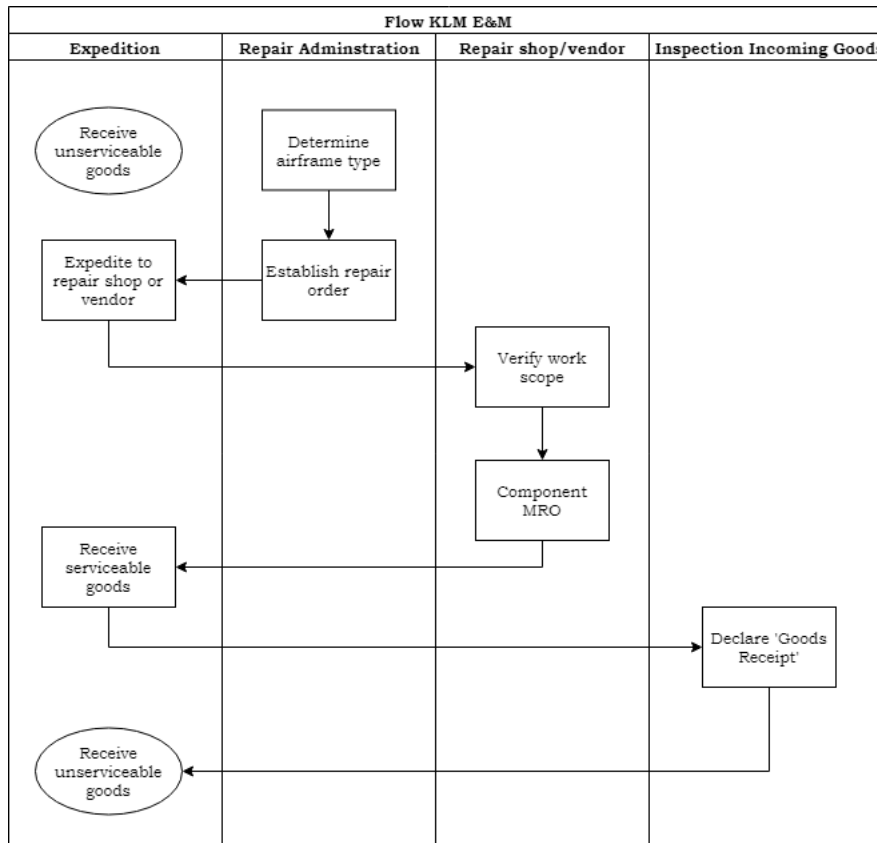 Flow KLM E&M
Expedition
Repair Adminstration
Repair shop/vendor
Inspection Incoming Goods
Receive
unserviceable
goods
Determine
airframe type
Expedite to
repair shop or
vendor
Establish repair
order
Verify work
scope
Component
MRO
Receive
serviceable
goods
Declare 'Goods
Receipt'
Receive
unserviceable
goods